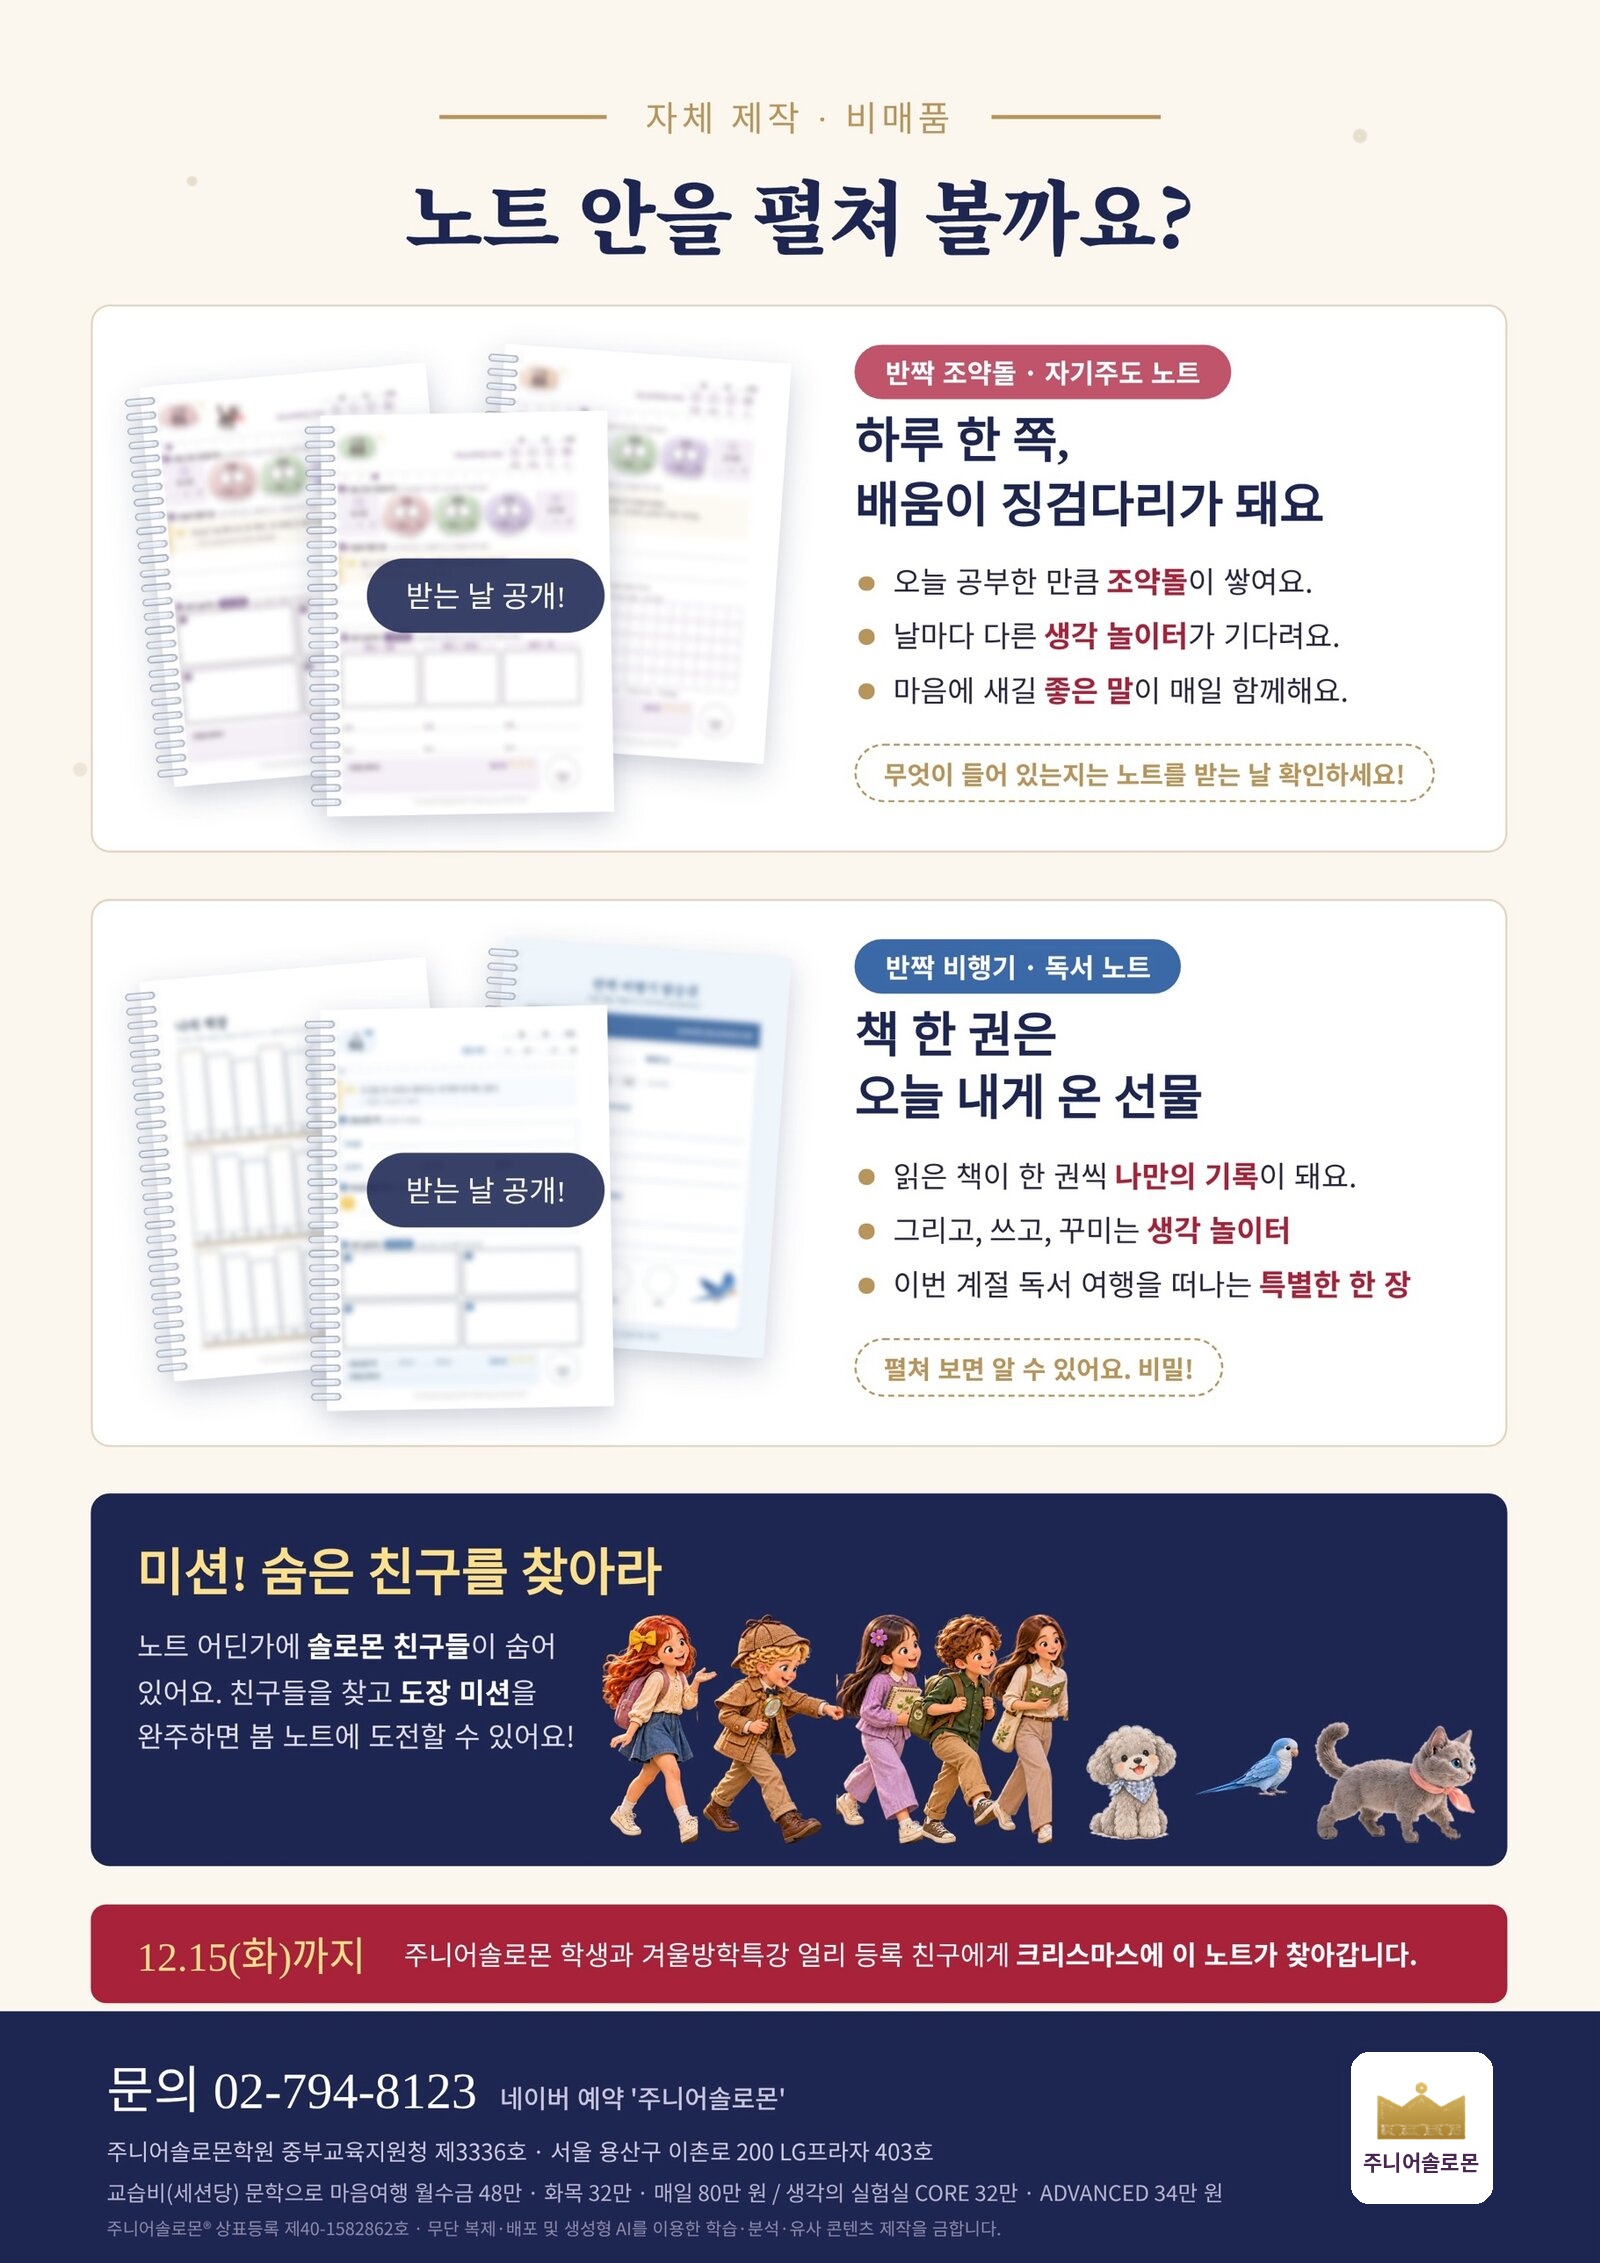 자체 제작 · 비매품
노트 안을 펼쳐 볼까요?
반짝 조약돌 · 자기주도 노트
하루 한 쪽,
배움이 징검다리가 돼요
오늘 공부한 만큼 조약돌이 쌓여요.
날마다 다른 생각 놀이터가 기다려요.
마음에 새길 좋은 말이 매일 함께해요.
무엇이 들어 있는지는 노트를 받는 날 확인하세요!
받는 날 공개!
반짝 비행기 · 독서 노트
책 한 권은
오늘 내게 온 선물
읽은 책이 한 권씩 나만의 기록이 돼요.
그리고, 쓰고, 꾸미는 생각 놀이터
이번 계절 독서 여행을 떠나는 특별한 한 장
펼쳐 보면 알 수 있어요. 비밀!
받는 날 공개!
미션! 숨은 친구를 찾아라
노트 어딘가에 솔로몬 친구들이 숨어
있어요. 친구들을 찾고 도장 미션을
완주하면 봄 노트에 도전할 수 있어요!
12.15(화)까지 주니어솔로몬 학생과 겨울방학특강 얼리 등록 친구에게 크리스마스에 이 노트가 찾아갑니다.
문의 02-794-8123 네이버 예약 '주니어솔로몬'
주니어솔로몬학원 중부교육지원청 제3336호 · 서울 용산구 이촌로 200 LG프라자 403호
교습비(세션당) 문학으로 마음여행 월수금 48만 · 화목 32만 · 매일 80만 원 / 생각의 실험실 CORE 32만 · ADVANCED 34만 원
주니어솔로몬® 상표등록 제40-1582862호 · 무단 복제·배포 및 생성형 AI를 이용한 학습·분석·유사 콘텐츠 제작을 금합니다.
주니어솔로몬